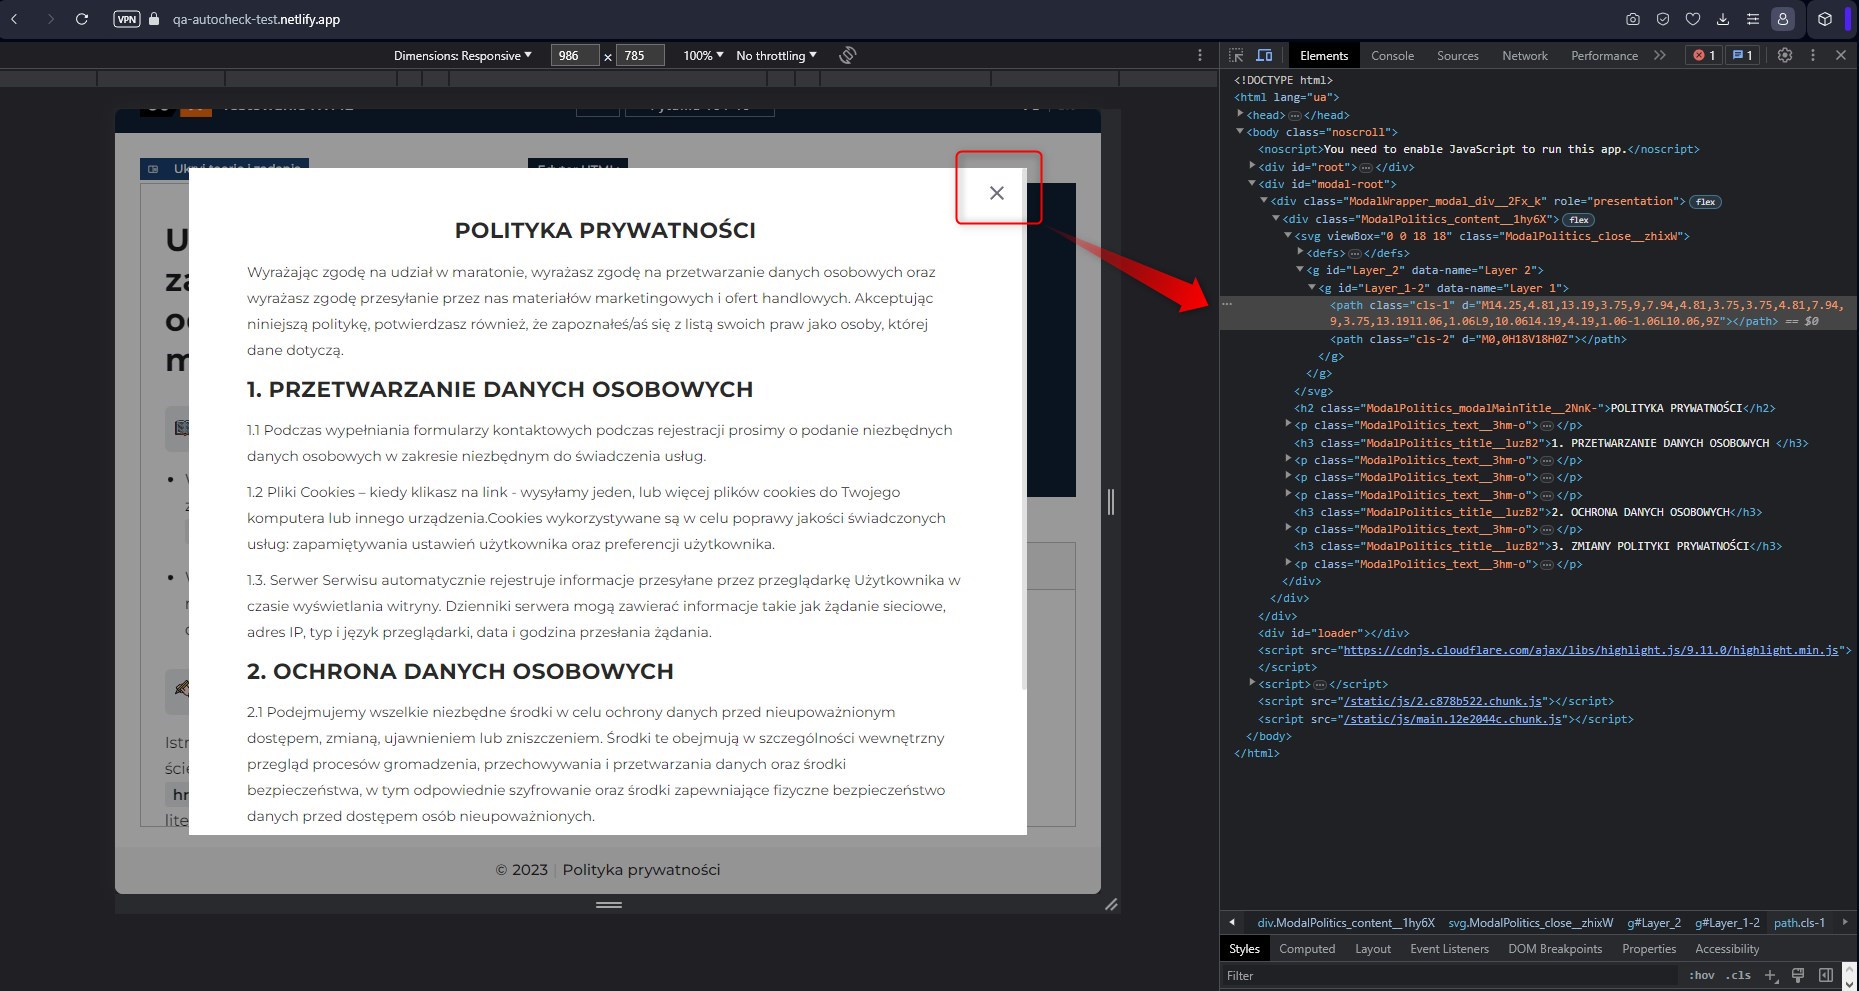 VPN qa-autocheck-test.netlify.app
Dimensions: Responsive 986 x 785 100% No throttling
Elements Console Sources Network Performance 1 1
Ukryj teorię i zadania
U
za
m
W
z
Istr
ście
hr
lite
POLITYKA PRYWATNOŚCI
Wyrażając zgodę na udział w maratonie, wyrażasz zgodę na przetwarzanie danych osobowych oraz
wyrażasz zgodę przesyłanie przez nas materiałów marketingowych i ofert handlowych. Akceptując
niniejszą politykę, potwierdzasz również, że zapoznałeś/aś się z listą swoich praw jako osoby, której
dane dotyczą.
1. PRZETWARZANIE DANYCH OSOBOWYCH
1.1 Podczas wypełniania formularzy kontaktowych podczas rejestracji prosimy o podanie niezbędnych
danych osobowych w zakresie niezbędnym do świadczenia usług.
1.2 Pliki Cookies – kiedy klikasz na link - wysyłamy jeden, lub więcej plików cookies do Twojego
komputera lub innego urządzenia.Cookies wykorzystywane są w celu poprawy jakości świadczonych
usług: zapamiętywania ustawień użytkownika oraz preferencji użytkownika.
1.3. Serwer Serwisu automatycznie rejestruje informacje przesyłane przez przeglądarkę Użytkownika w
czasie wyświetlania witryny. Dzienniki serwera mogą zawierać informacje takie jak żądanie sieciowe,
adres IP, typ i język przeglądarki, data i godzina przesłania żądania.
2. OCHRONA DANYCH OSOBOWYCH
2.1 Podejmujemy wszelkie niezbędne środki w celu ochrony danych przed nieupoważnionym
dostępem, zmianą, ujawnieniem lub zniszczeniem. Środki te obejmują w szczególności wewnętrzny
przegląd procesów gromadzenia, przechowywania i przetwarzania danych oraz środki
bezpieczeństwa, w tym odpowiednie szyfrowanie oraz środki zapewniające fizyczne bezpieczeństwo
danych przed dostępem osób nieupoważnionych.
© 2023 | Polityka prywatności
<!DOCTYPE html>
<html lang="ua">
<head> … </head>
<body class="noscroll">
<noscript>You need to enable JavaScript to run this app.</noscript>
<div id="root"> … </div>
<div id="modal-root">
<div class="ModalWrapper_modal_div__2Fx_k" role="presentation"> flex
<div class="ModalPolitics_content__1hy6X"> flex
<svg viewBox="0 0 18 18" class="ModalPolitics_close__zhixW">
<defs> … </defs>
<g id="Layer_2" data-name="Layer 2">
<g id="Layer_1-2" data-name="Layer 1">
<path class="cls-1" d="M14.25,4.81,13.19,3.75,9,7.94,4.81,3.75,3.75,4.81,7.94,
9,3.75,13.19l1.06,1.06L9,10.06l4.19,4.19,1.06-1.06L10.06,9Z"></path> == $0
<path class="cls-2" d="M0,0H18V18H0Z"></path>
</g>
</g>
</svg>
<h2 class="ModalPolitics_modalMainTitle__2NnK-">POLITYKA PRYWATNOŚCI</h2>
<p class="ModalPolitics_text__3hm-o"> … </p>
<h3 class="ModalPolitics_title__luzB2">1. PRZETWARZANIE DANYCH OSOBOWYCH </h3>
<p class="ModalPolitics_text__3hm-o"> … </p>
<p class="ModalPolitics_text__3hm-o"> … </p>
<p class="ModalPolitics_text__3hm-o"> … </p>
<h3 class="ModalPolitics_title__luzB2">2. OCHRONA DANYCH OSOBOWYCH</h3>
<p class="ModalPolitics_text__3hm-o"> … </p>
<h3 class="ModalPolitics_title__luzB2">3. ZMIANY POLITYKI PRYWATNOŚCI</h3>
<p class="ModalPolitics_text__3hm-o"> … </p>
</div>
</div>
</div>
<div id="loader"></div>
<script src="https://cdnjs.cloudflare.com/ajax/libs/highlight.js/9.11.0/highlight.min.js">
</script>
<script> … </script>
<script src="/static/js/2.c878b522.chunk.js"></script>
<script src="/static/js/main.12e2044c.chunk.js"></script>
</body>
</html>
div.ModalPolitics_content__1hy6X svg.ModalPolitics_close__zhixW g#Layer_2 g#Layer_1-2 path.cls-1
Styles Computed Layout Event Listeners DOM Breakpoints Properties Accessibility
Filter :hov .cls